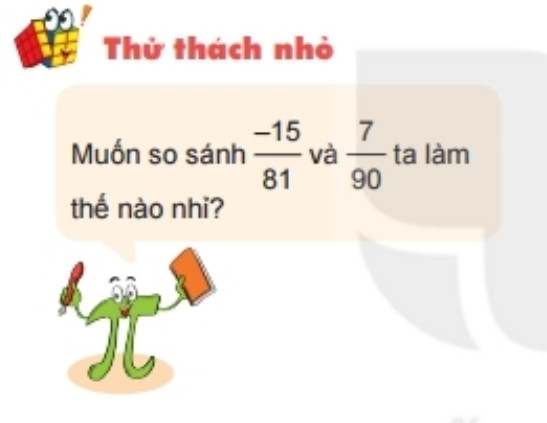 Thử thách nhỏ
Muốn so sánh –15/81 và 7/90 ta làm
thế nào nhỉ?